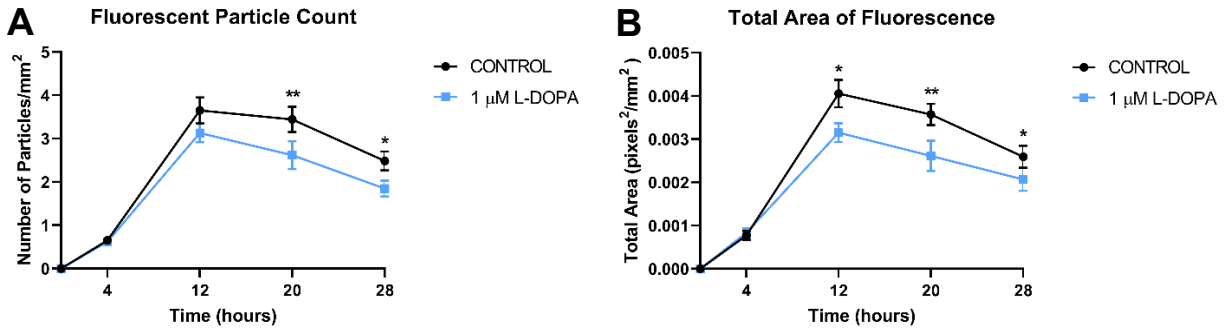 A
Fluorescent Particle Count
Number of Particles/mm²
5
4
3
2
1
0
4
12
20
28
Time (hours)
**
*
CONTROL
1 μM L-DOPA
B
Total Area of Fluorescence
Total Area (pixels²/mm²)
0.005
0.004
0.003
0.002
0.001
0.000
4
12
20
28
Time (hours)
*
**
*
CONTROL
1 μM L-DOPA